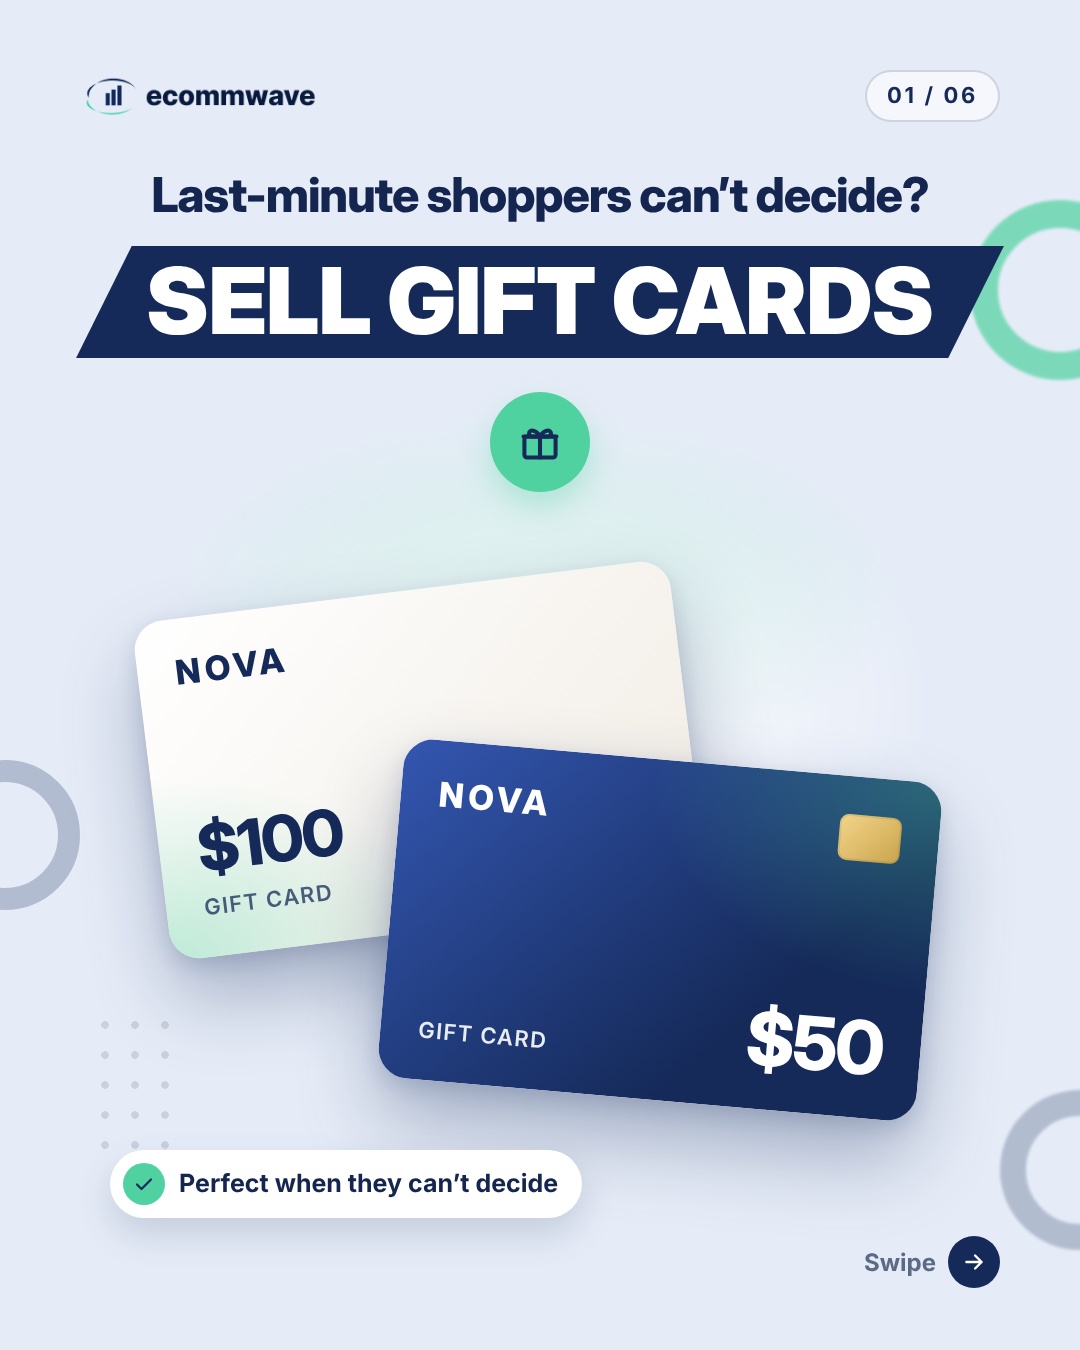 ecommwave
01 / 06
Last-minute shoppers can’t decide?
SELL GIFT CARDS
NOVA
$100
GIFT CARD
NOVA
GIFT CARD
$50
Perfect when they can’t decide
Swipe